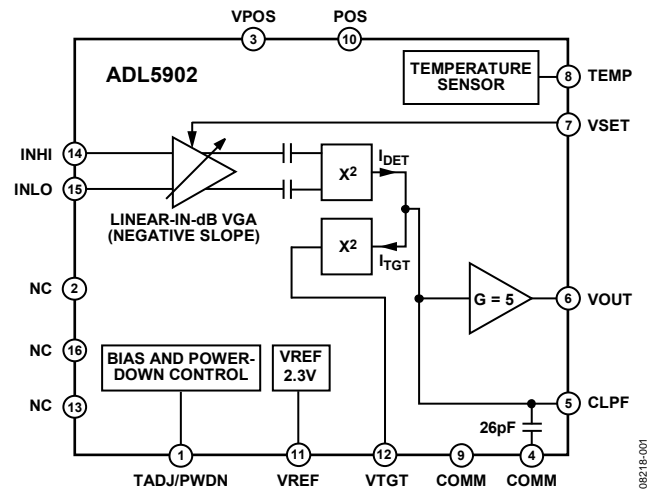 VPOS POS
3 10
ADL5902
TEMPERATURE
SENSOR
8 TEMP
7 VSET
INHI 14
INLO 15
X2
IDET
LINEAR-IN-dB VGA
(NEGATIVE SLOPE)
X2
ITGT
NC 2
G = 5
6 VOUT
NC 16
BIAS AND POWER-
DOWN CONTROL
VREF
2.3V
NC 13
5 CLPF
26pF
1 11 12 9 4
TADJ/PWDN VREF VTGT COMM COMM
08218-001